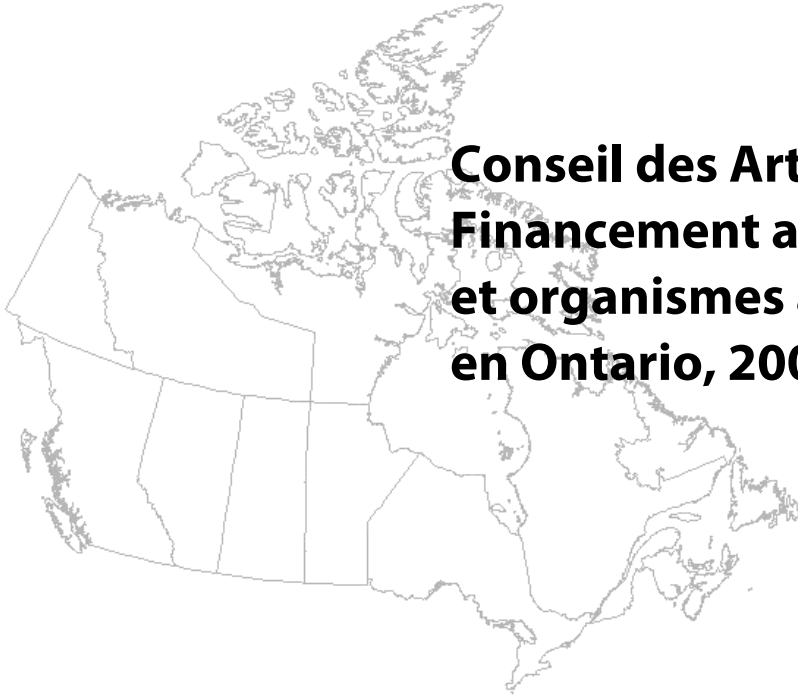 Conseil des Art
Financement a
et organismes
en Ontario, 200